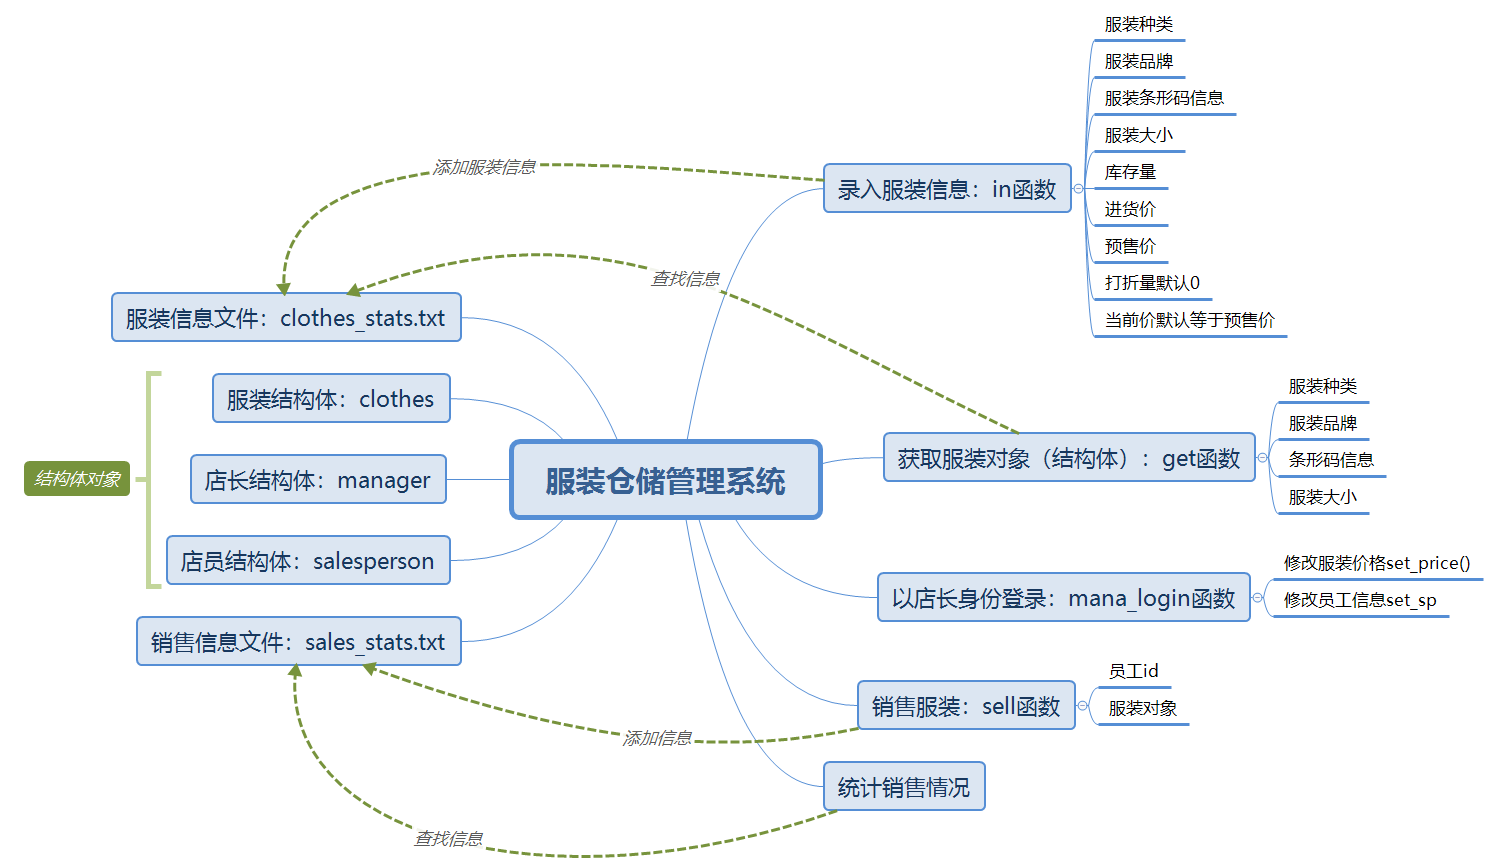 服装种类
服装品牌
服装条形码信息
服装大小
库存量
进货价
预售价
打折量默认0
当前价默认等于预售价
添加服装信息
录入服装信息：in函数
查找信息
服装信息文件：clothes_stats.txt
服装结构体：clothes
店长结构体：manager
店员结构体：salesperson
结构体对象
服装仓储管理系统
获取服装对象（结构体）：get函数
服装种类
服装品牌
条形码信息
服装大小
以店长身份登录：mana_login函数
修改服装价格set_price()
修改员工信息set_sp
销售信息文件：sales_stats.txt
销售服装：sell函数
员工id
服装对象
添加信息
统计销售情况
查找信息